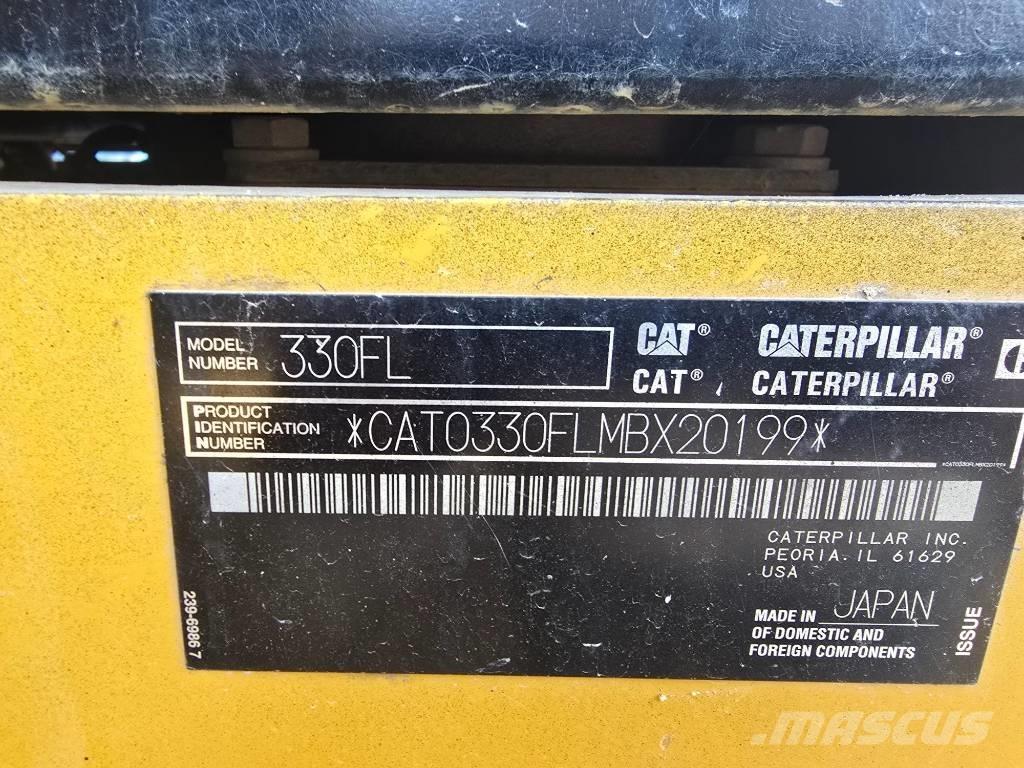 MODEL NUMBER 330FL
CAT® CATERPILLAR®
CAT® CATERPILLAR®
PRODUCT IDENTIFICATION NUMBER *CAT0330FLMBX20199*
*CAT0330FLMBX20199*
CATERPILLAR INC.
PEORIA IL 61629
USA
MADE IN JAPAN
OF DOMESTIC AND
FOREIGN COMPONENTS
239-6986 7
ISSUE
MASCUS